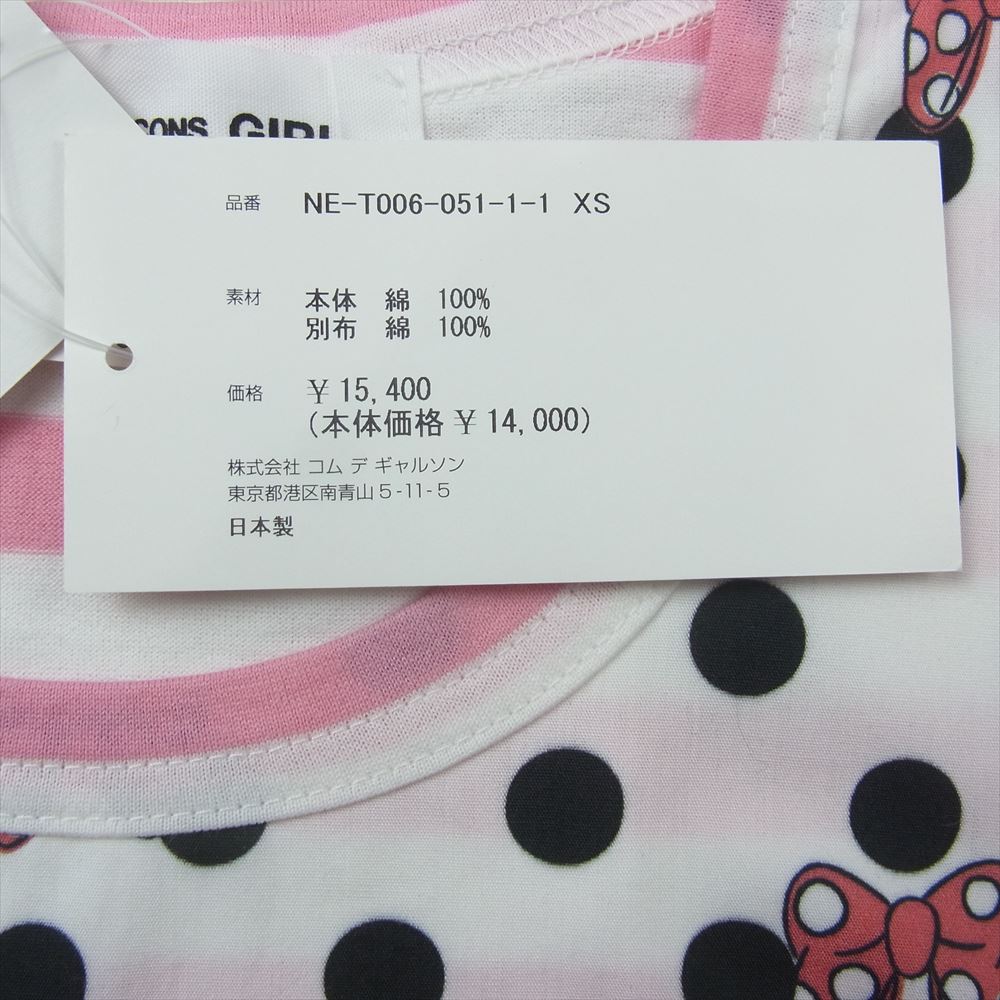 GIRL
品番 NE-T006-051-1-1 XS
素材 本体 綿 100%
別布 綿 100%
価格 ¥ 15,400
(本体価格 ¥ 14,000)
株式会社 コム デ ギャルソン
東京都港区南青山5-11-5
日本製